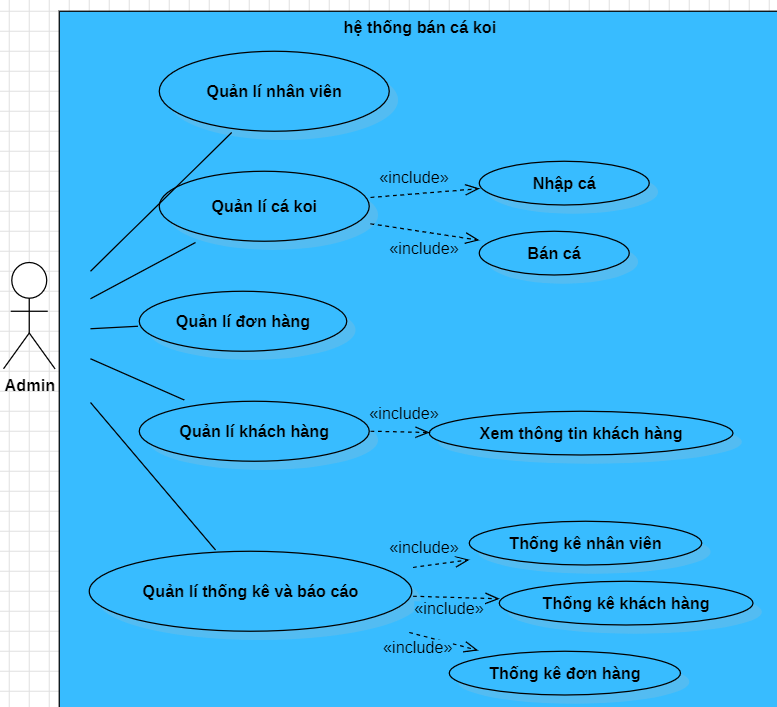 hệ thống bán cá koi
Quản lí nhân viên
«include»
Nhập cá
Quản lí cá koi
«include»
Bán cá
Quản lí đơn hàng
Admin
«include»
Quản lí khách hàng
Xem thông tin khách hàng
«include»
Thống kê nhân viên
Quản lí thống kê và báo cáo
«include»
Thống kê khách hàng
«include»
Thống kê đơn hàng